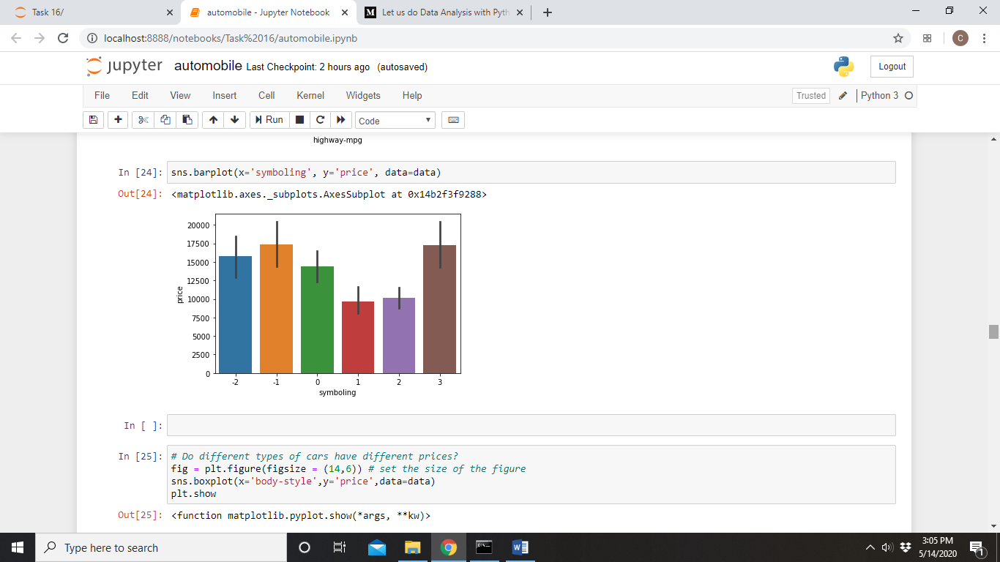 Task 16/
automobile - Jupyter Notebook
Let us do Data Analysis with Pyth
localhost:8888/notebooks/Task%2016/automobile.ipynb
C
jupyter automobile Last Checkpoint: 2 hours ago (autosaved)
Logout
File Edit View Insert Cell Kernel Widgets Help
Trusted
Python 3
Run
Code
highway-mpg
In [24]: sns.barplot(x='symboling', y='price', data=data)
Out[24]: <matplotlib.axes._subplots.AxesSubplot at 0x14b2f3f9288>
20000
17500
15000
12500
10000
7500
5000
2500
0
price
-2 -1 0 1 2 3
symboling
In [ ]:
In [25]: # Do different types of cars have different prices?
fig = plt.figure(figsize = (14,6)) # set the size of the figure
sns.boxplot(x='body-style',y='price',data=data)
plt.show
Out[25]: <function matplotlib.pyplot.show(*args, **kw)>
Type here to search
3:05 PM
5/14/2020
1